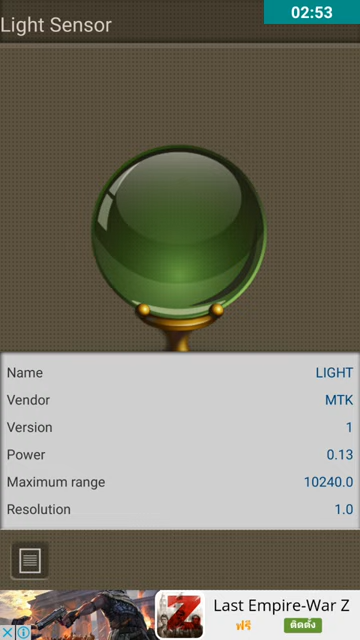 02:53
Light Sensor
Name LIGHT
Vendor MTK
Version 1
Power 0.13
Maximum range 10240.0
Resolution 1.0
Last Empire-War Z
ฟรี ติดตั้ง
Z